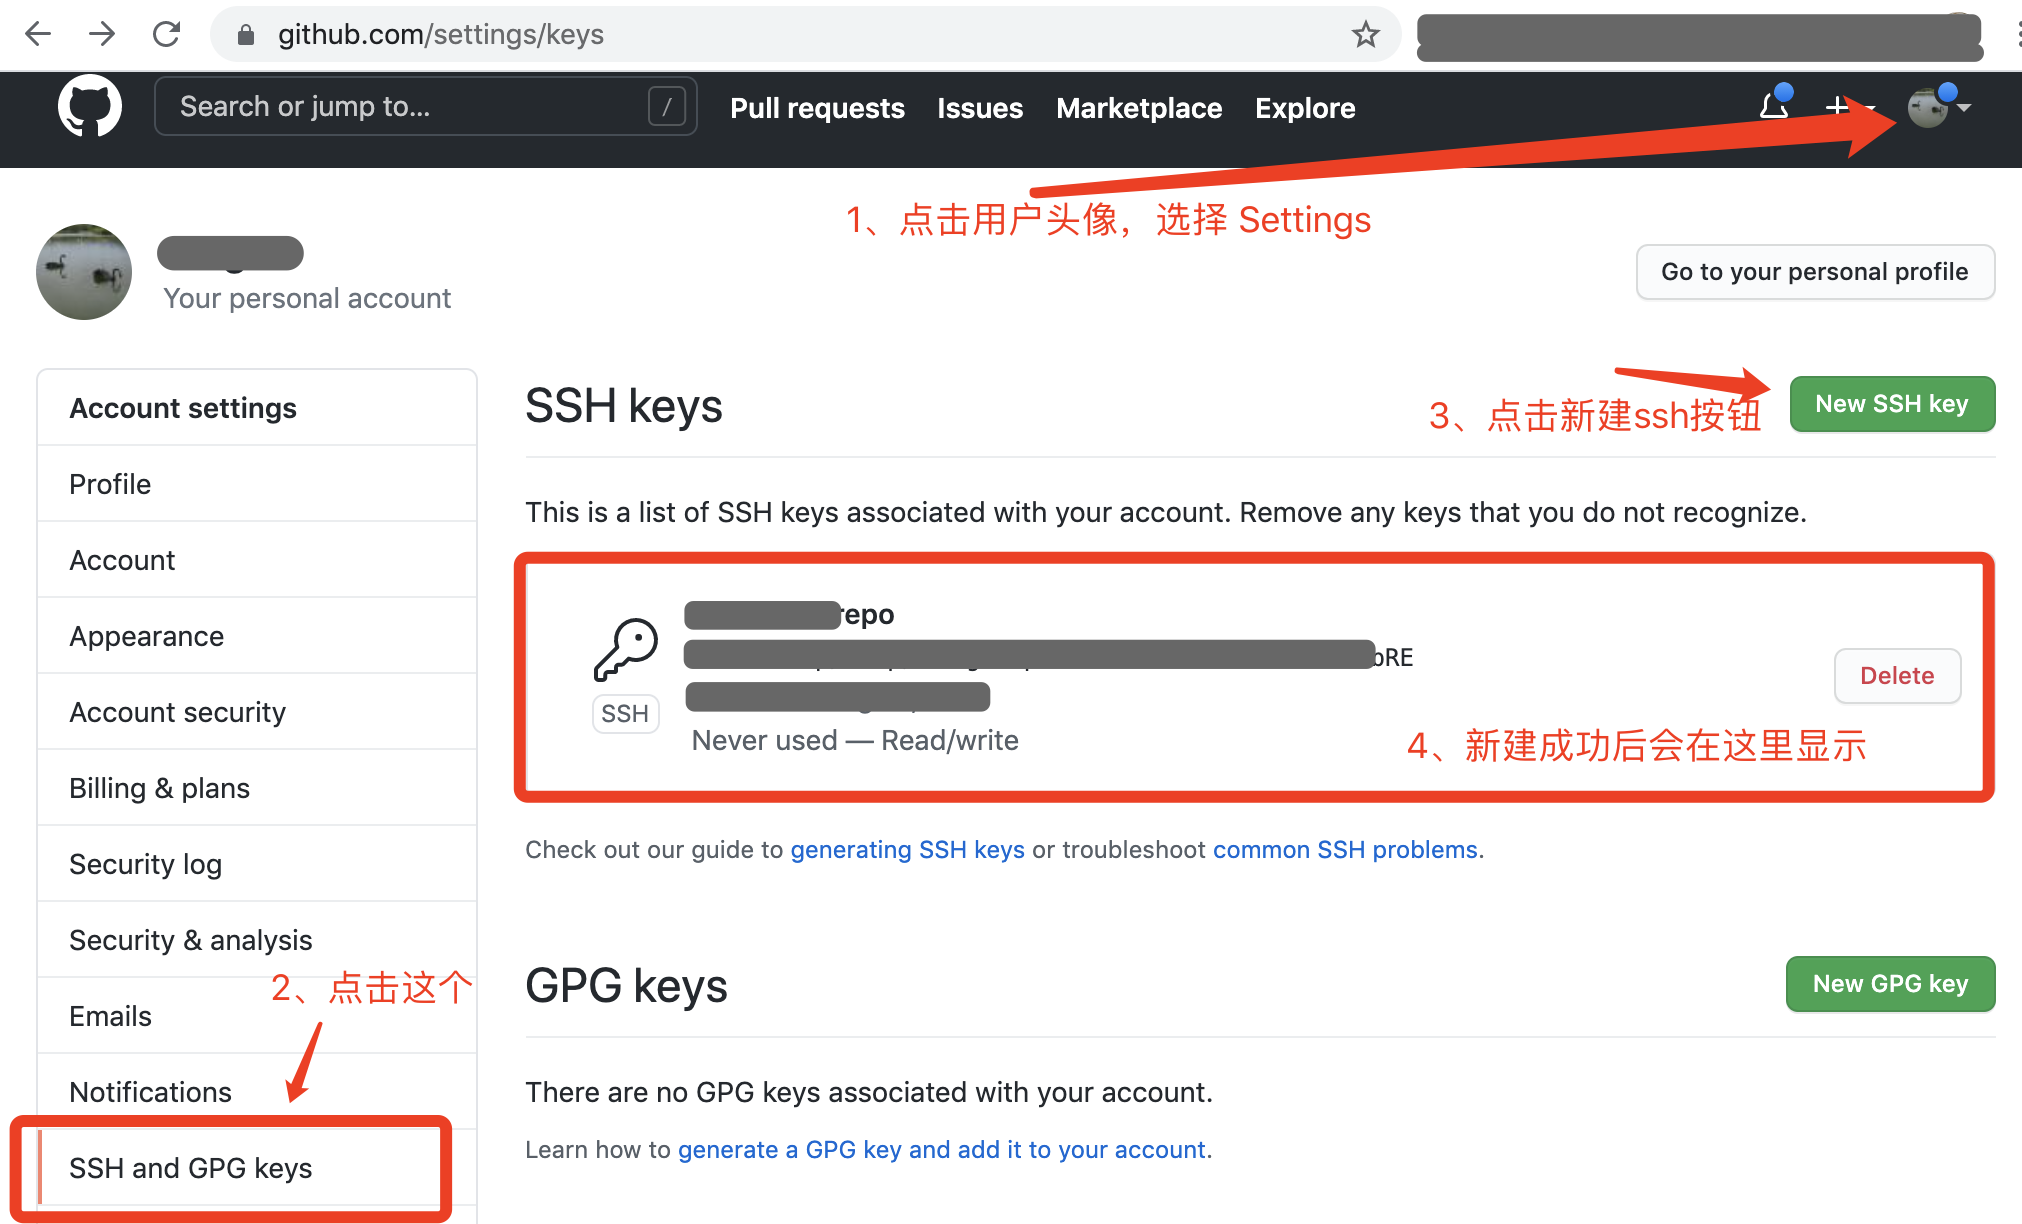 github.com/settings/keys
Search or jump to... /
Pull requests Issues Marketplace Explore
1、点击用户头像，选择 Settings
Your personal account
Go to your personal profile
Account settings
Profile
Account
Appearance
Account security
Billing & plans
Security log
Security & analysis
2、点击这个
Emails
Notifications
SSH and GPG keys
SSH keys
3、点击新建ssh按钮
New SSH key
This is a list of SSH keys associated with your account. Remove any keys that you do not recognize.
repo
RE
SSH
Never used — Read/write
Delete
4、新建成功后会在这里显示
Check out our guide to generating SSH keys or troubleshoot common SSH problems.
GPG keys
New GPG key
There are no GPG keys associated with your account.
Learn how to generate a GPG key and add it to your account.